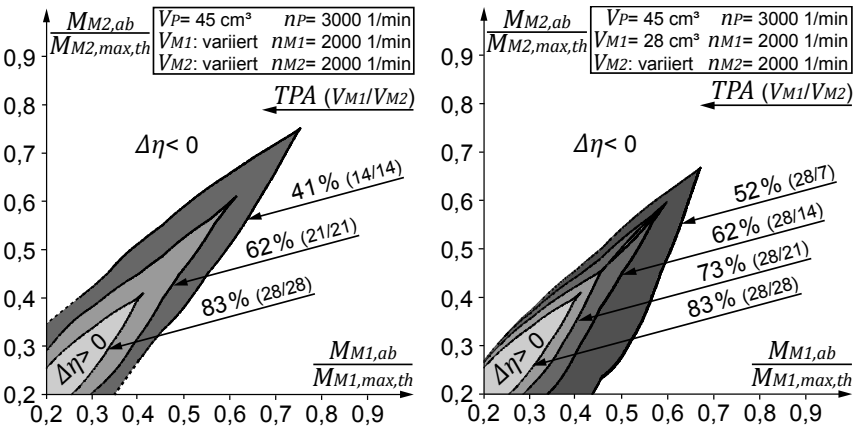 M_M2,ab
M_M2,max,th
V_P= 45 cm³ n_P= 3000 1/min
V_M1: variiert n_M1= 2000 1/min
V_M2: variiert n_M2= 2000 1/min
TPA (V_M1/V_M2)
Δη< 0
41% (14/14)
62% (21/21)
83% (28/28)
Δη> 0
M_M1,ab
M_M1,max,th
0,9
0,8
0,7
0,6
0,5
0,4
0,3
0,2
0,2 0,3 0,4 0,5 0,6 0,7 0,8 0,9
M_M2,ab
M_M2,max,th
V_P= 45 cm³ n_P= 3000 1/min
V_M1= 28 cm³ n_M1= 2000 1/min
V_M2: variiert n_M2= 2000 1/min
TPA (V_M1/V_M2)
Δη< 0
52% (28/7)
62% (28/14)
73% (28/21)
83% (28/28)
Δη> 0
M_M1,ab
M_M1,max,th
0,9
0,8
0,7
0,6
0,5
0,4
0,3
0,2
0,2 0,3 0,4 0,5 0,6 0,7 0,8 0,9